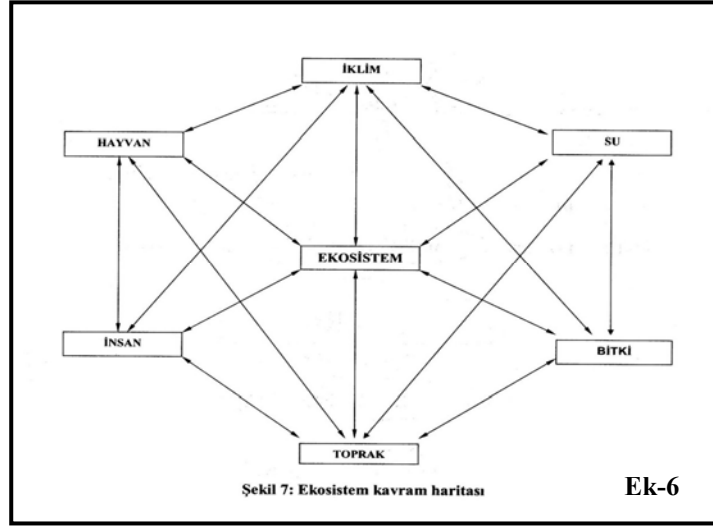 İKLİM
HAYVAN
SU
EKOSİSTEM
İNSAN
BİTKİ
TOPRAK
Şekil 7: Ekosistem kavram haritası
Ek-6